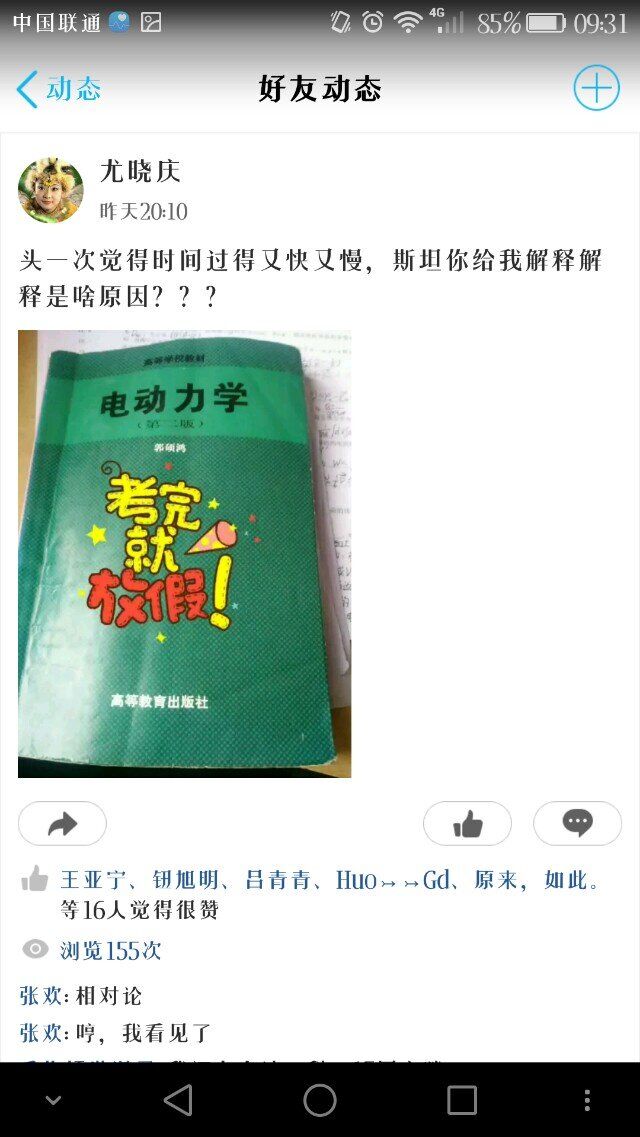 中国联通
4G
85%
09:31
动态
好友动态
尤晓庆
昨天20:10
头一次觉得时间过得又快又慢，斯坦你给我解释解
释是啥原因？？？
高等学校教材
电动力学
（第二版）
郭硕鸿
考完
就
放假！
高等教育出版社
王亚宁、钮旭明、吕青青、Huo→→Gd、原来，如此。
等16人觉得很赞
浏览155次
张欢: 相对论
张欢: 哼，我看见了